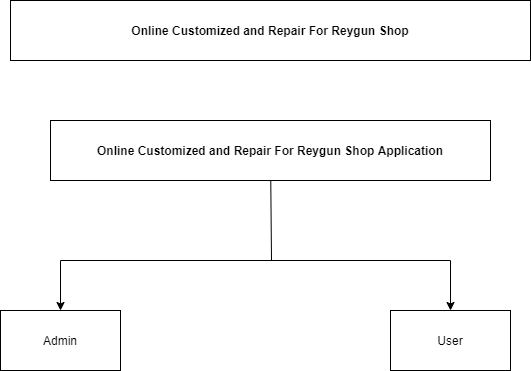 Online Customized and Repair For Reygun Shop
Online Customized and Repair For Reygun Shop Application
Admin
User